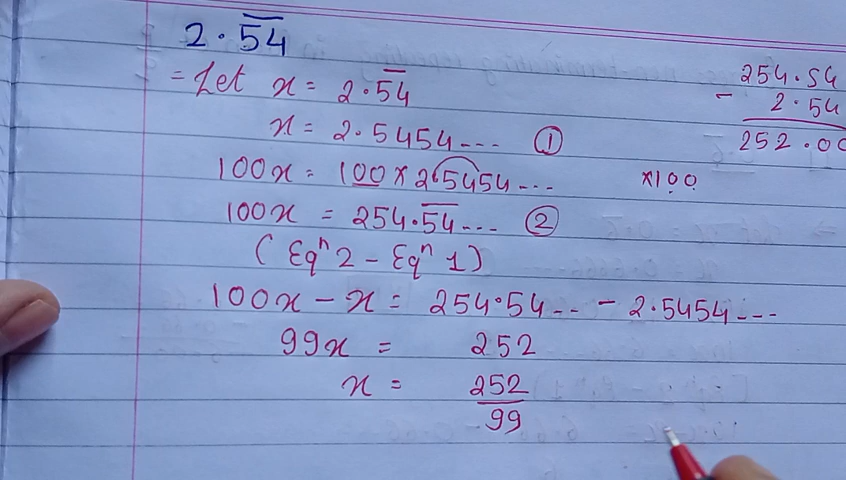 2.5̅4̅
= Let x = 2.5̅4̅
x = 2.5454--- ①
100x = 100 × 2.5454---
100x = 254.5̅4̅--- ②
(Eqⁿ 2 - Eqⁿ 1)
100x - x = 254.54-- - 2.5454---
99x = 252
x = 252
99
254.54
- 2.54
252.00
×100